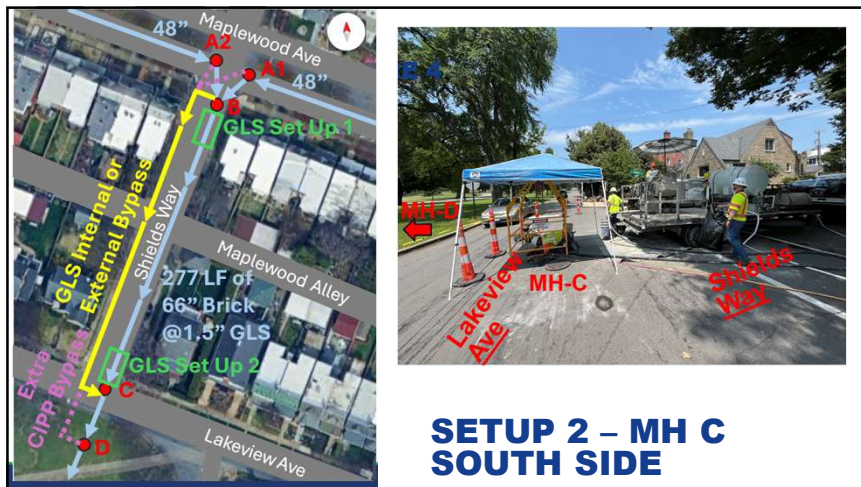 48”
Maplewood Ave
A2
A1
48”
B
GLS Set Up 1
GLS Internal or
External Bypass
Shields Way
Maplewood Alley
277 LF of
66” Brick
@1.5” GLS
GLS Set Up 2
Extra
CIPP Bypass
C
D
Lakeview Ave
E 4
MH-D
MH-C
Lakeview
Ave
Shields
Way
SETUP 2 – MH C
SOUTH SIDE